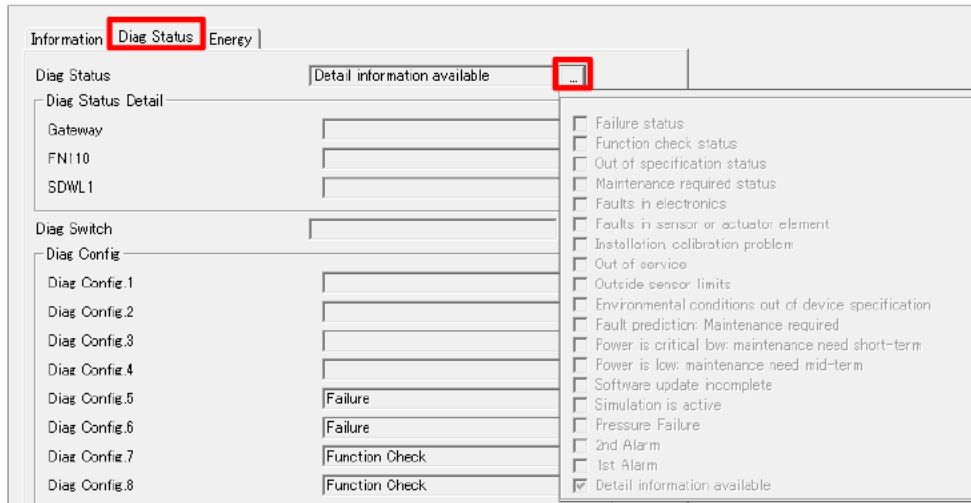 Information Diag Status Energy
Diag Status Detail information available ...
Diag Status Detail
Gateway
FN110
SDWL1
Diag Switch
Diag Config
Diag Config.1
Diag Config.2
Diag Config.3
Diag Config.4
Diag Config.5 Failure
Diag Config.6 Failure
Diag Config.7 Function Check
Diag Config.8 Function Check
Failure status
Function check status
Out of specification status
Maintenance required status
Faults in electronics
Faults in sensor or actuator element
Installation, calibration problem
Out of service
Outside sensor limits
Environmental conditions out of device specification
Fault prediction: Maintenance required
Power is critical low: maintenance need short-term
Power is low: maintenance need mid-term
Software update incomplete
Simulation is active
Pressure Failure
2nd Alarm
1st Alarm
Detail information available